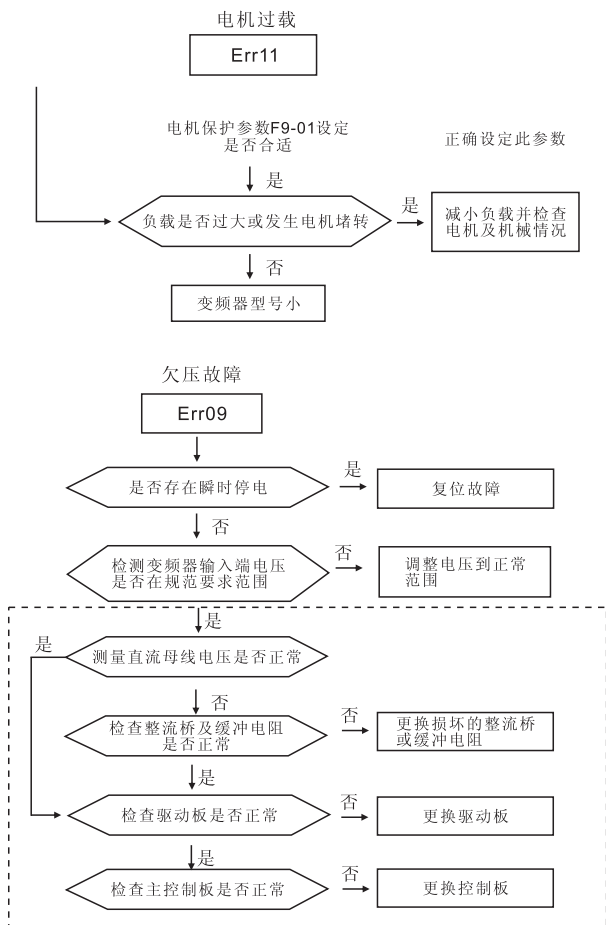 电机过载
Err11
电机保护参数F9-01设定
是否合适
正确设定此参数
是
负载是否过大或发生电机堵转
是
减小负载并检查
电机及机械情况
否
变频器型号小
欠压故障
Err09
是否存在瞬时停电
是
复位故障
否
检测变频器输入端电压
是否在规范要求范围
否
调整电压到正常
范围
是
是
测量直流母线电压是否正常
否
检查整流桥及缓冲电阻
是否正常
否
更换损坏的整流桥
或缓冲电阻
是
检查驱动板是否正常
否
更换驱动板
是
检查主控制板是否正常
否
更换控制板